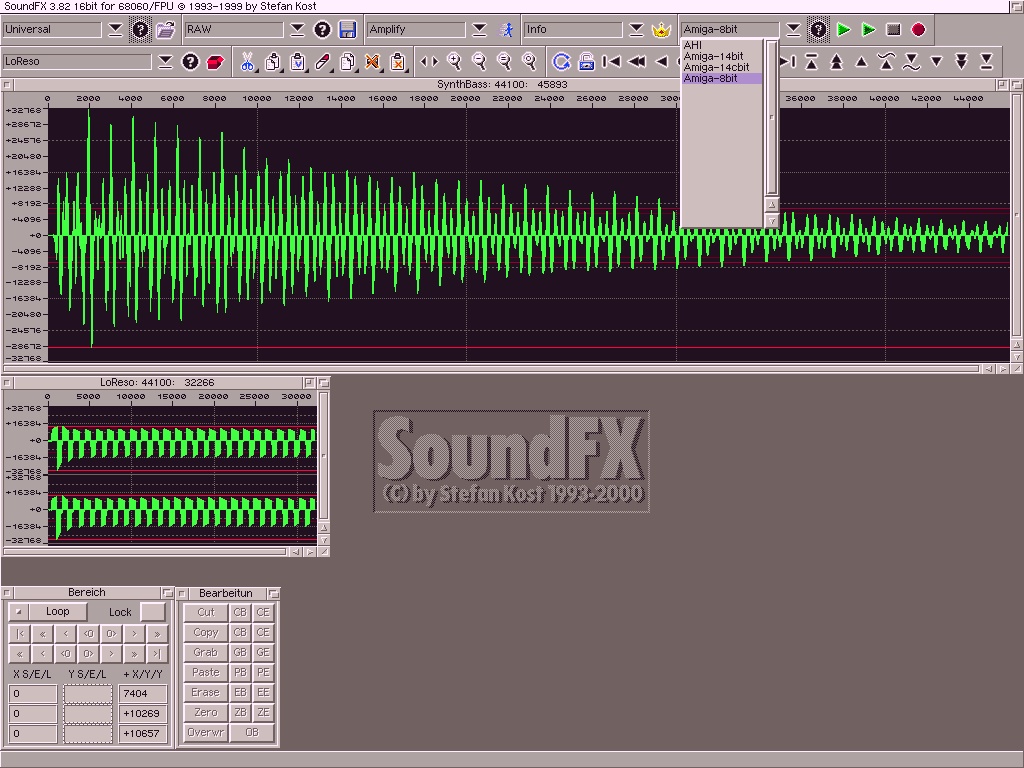 SoundFX 3.82 16bit for 68060/FPU © 1993-1999 by Stefan Kost
Universal
RAW
Amplify
Info
Amiga-8bit
LoReso
AHI
Amiga-14bit
Amiga-14cbit
Amiga-8bit
SynthBass: 44100: 45893
0 2000 4000 6000 8000 10000 12000 14000 16000 18000 20000 22000 24000 26000 28000 30000 36000 38000 40000 42000 44000
+32768
+28672
+24576
+20480
+16384
+12288
+8192
+4096
+0
-4096
-8192
-12288
-16384
-20480
-24576
-28672
-32768
LoReso: 44100: 32266
0 5000 10000 15000 20000 25000 30000
+32768
+16384
+0
-16384
-32768
+32768
+16384
+0
-16384
-32768
SoundFX
(C) by Stefan Kost 1993-2000
Bereich
Loop Lock
|< « < <0 0> > »
« < <0 0> > » >|
X S/E/L Y S/E/L + X/Y/Y
0 7404
0 +10269
0 +10657
Bearbeitun
Cut CB CE
Copy CB CE
Grab GB GE
Paste PB PE
Erase EB EE
Zero ZB ZE
Overwr OB